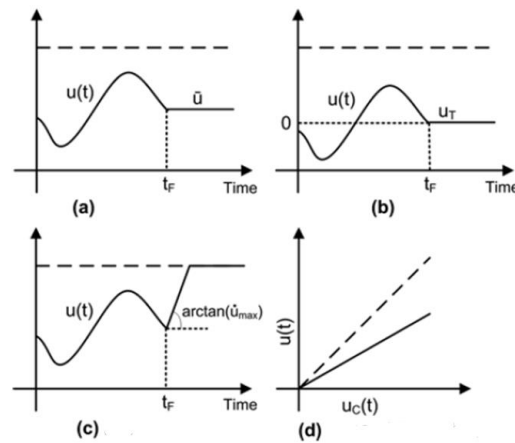 u(t)
ū
t_F
Time
(a)
u(t)
0
u_T
t_F
Time
(b)
u(t)
arctan(u̇_max)
t_F
Time
(c)
u(t)
u_C(t)
(d)